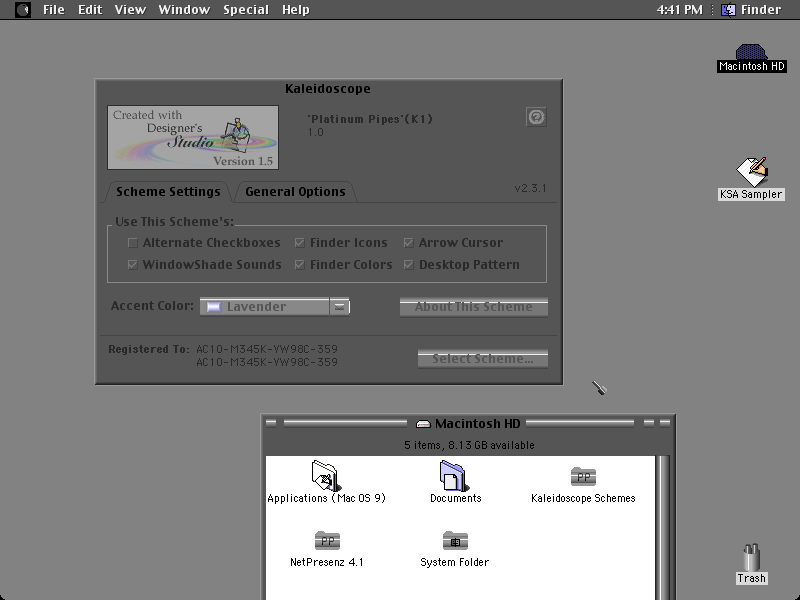 File Edit View Window Special Help 4:41 PM Finder
Macintosh HD
Kaleidoscope
Created with
Designer's
Studio
Version 1.5
'Platinum Pipes'(K1)
1.0
KSA Sampler
Scheme Settings General Options v2.3.1
Use This Scheme's:
Alternate Checkboxes Finder Icons Arrow Cursor
WindowShade Sounds Finder Colors Desktop Pattern
Accent Color: Lavender About This Scheme
Registered To: AC10-M345K-YW98C-359
AC10-M345K-YW98C-359
Select Scheme...
Macintosh HD
5 items, 8.13 GB available
Applications (Mac OS 9) Documents Kaleidoscope Schemes
NetPresenz 4.1 System Folder
Trash